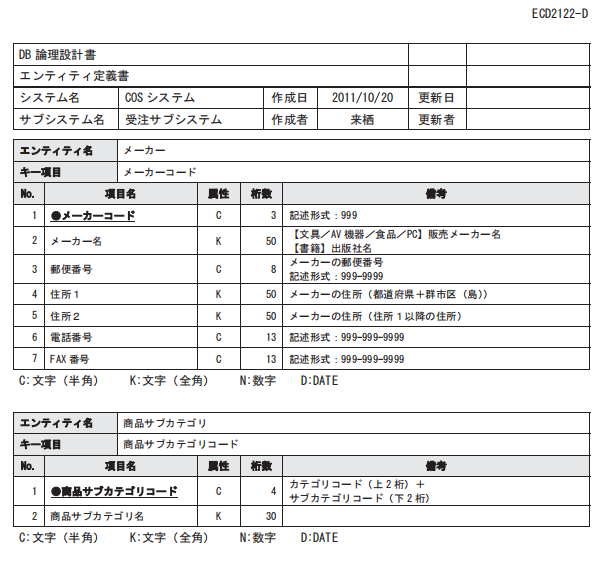 ECD2122-D
DB 論理設計書
エンティティ定義書
システム名 COS システム 作成日 2011/10/20 更新日
サブシステム名 受注サブシステム 作成者 来栖 更新者
エンティティ名 メーカー
キー項目 メーカーコード
No. 項目名 属性 桁数 備考
1 ●メーカーコード C 3 記述形式：999
2 メーカー名 K 50 【文具／AV 機器／食品／PC】販売メーカー名
【書籍】出版社名
3 郵便番号 C 8 メーカーの郵便番号
記述形式：999-9999
4 住所１ K 50 メーカーの住所（都道府県＋群市区（島））
5 住所２ K 50 メーカーの住所（住所１以降の住所）
6 電話番号 C 13 記述形式：999-999-9999
7 FAX 番号 C 13 記述形式：999-999-9999
C:文字（半角） K:文字（全角） N:数字 D:DATE
エンティティ名 商品サブカテゴリ
キー項目 商品サブカテゴリコード
No. 項目名 属性 桁数 備考
1 ●商品サブカテゴリコード C 4 カテゴリコード（上２桁）＋
サブカテゴリコード（下２桁）
2 商品サブカテゴリ名 K 30
C:文字（半角） K:文字（全角） N:数字 D:DATE